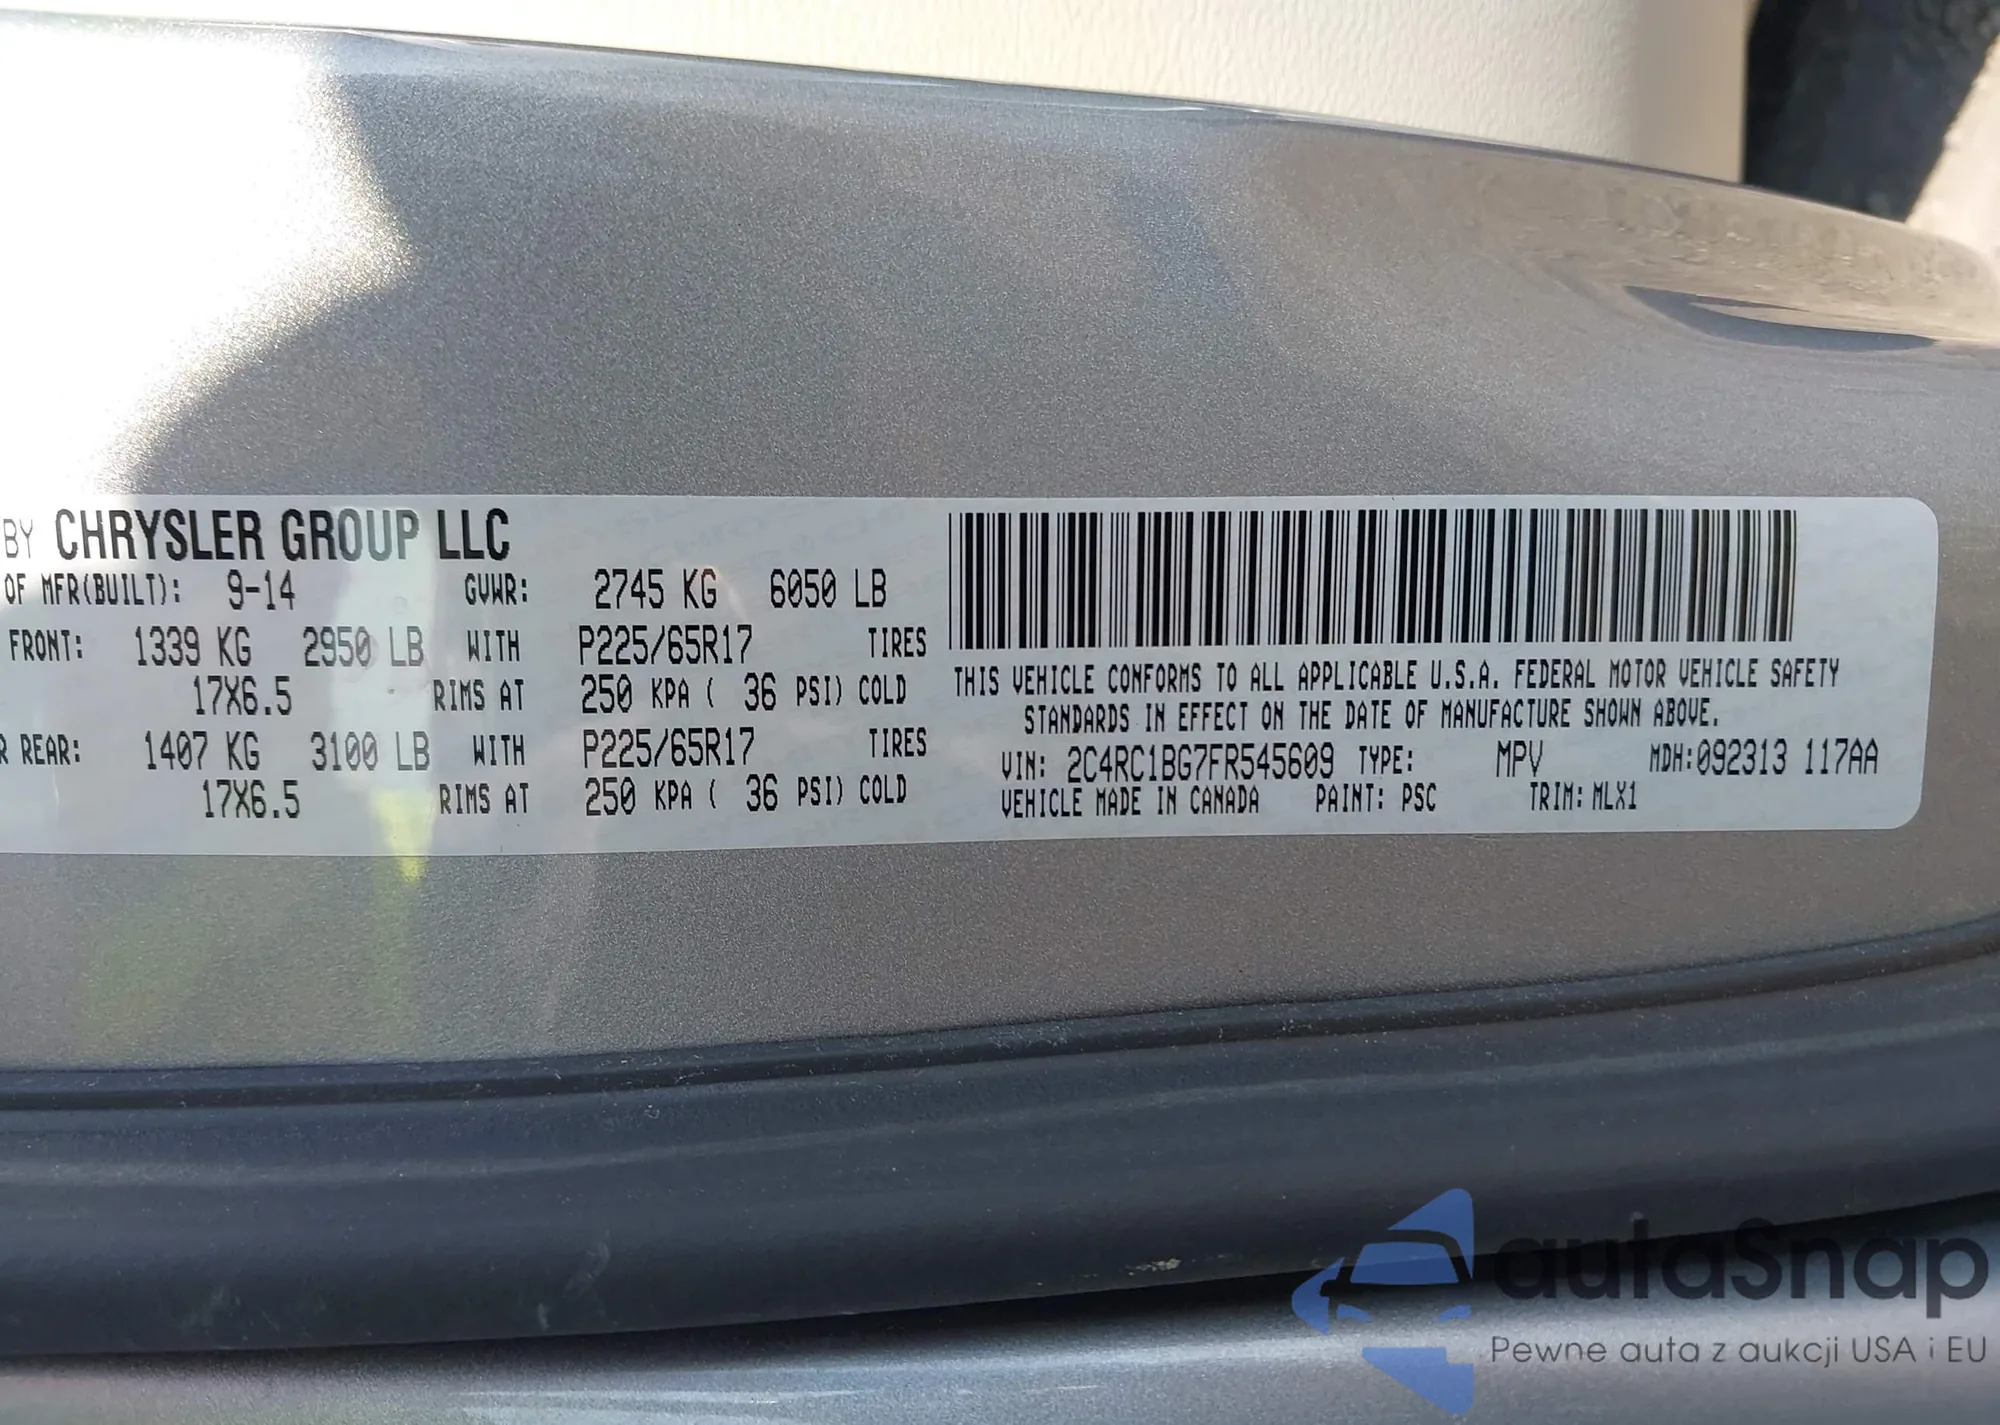 BY CHRYSLER GROUP LLC
OF MFR(BUILT): 9-14 GVWR: 2745 KG 6050 LB
FRONT: 1339 KG 2950 LB WITH P225/65R17 TIRES
17X6.5 RIMS AT 250 KPA ( 36 PSI) COLD
R REAR: 1407 KG 3100 LB WITH P225/65R17 TIRES
17X6.5 RIMS AT 250 KPA ( 36 PSI) COLD
THIS VEHICLE CONFORMS TO ALL APPLICABLE U.S.A. FEDERAL MOTOR VEHICLE SAFETY
STANDARDS IN EFFECT ON THE DATE OF MANUFACTURE SHOWN ABOVE.
VIN: 2C4RC1BG7FR545609 TYPE: MPV MDH:092313 117AA
VEHICLE MADE IN CANADA PAINT: PSC TRIM: MLX1
autaSnap
Pewne auta z aukcji USA i EU